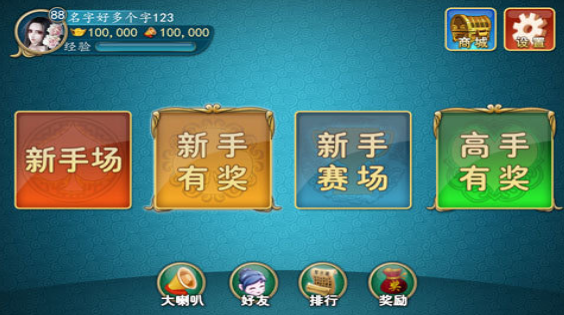 88
名字好多个字123
100,000
100,000
经验
商城
设置
新手场
新手
有奖
新手
赛场
高手
有奖
大喇叭
好友
排行
奖励